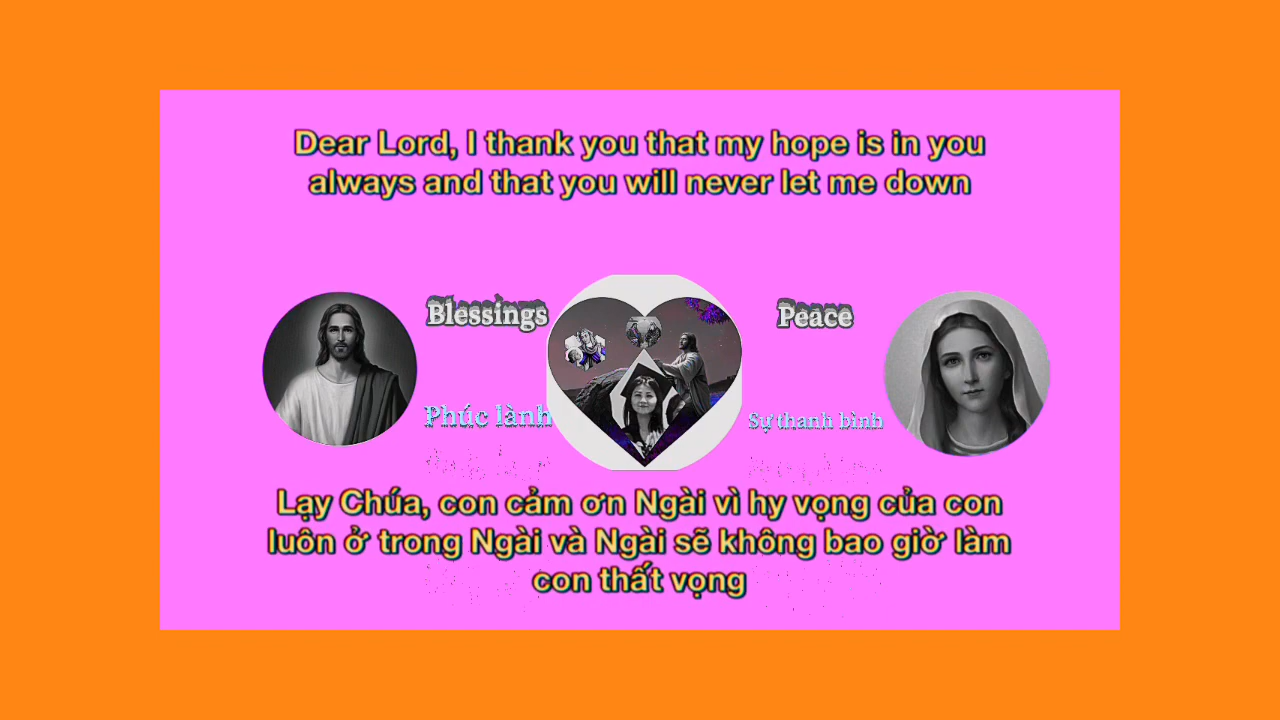 Dear Lord, I thank you that my hope is in you
always and that you will never let me down
Blessings
Peace
Phúc lành
Sự thanh bình
Lạy Chúa, con cảm ơn Ngài vì hy vọng của con
luôn ở trong Ngài và Ngài sẽ không bao giờ làm
con thất vọng